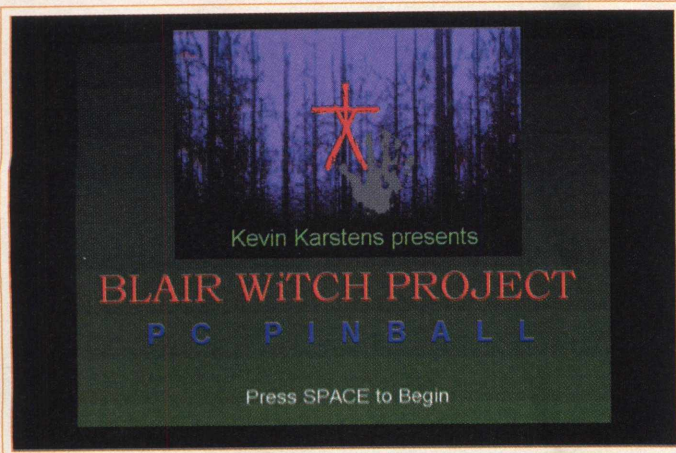 Kevin Karstens presents
BLAIR WiTCH PROJECT
PC PINBALL
Press SPACE to Begin